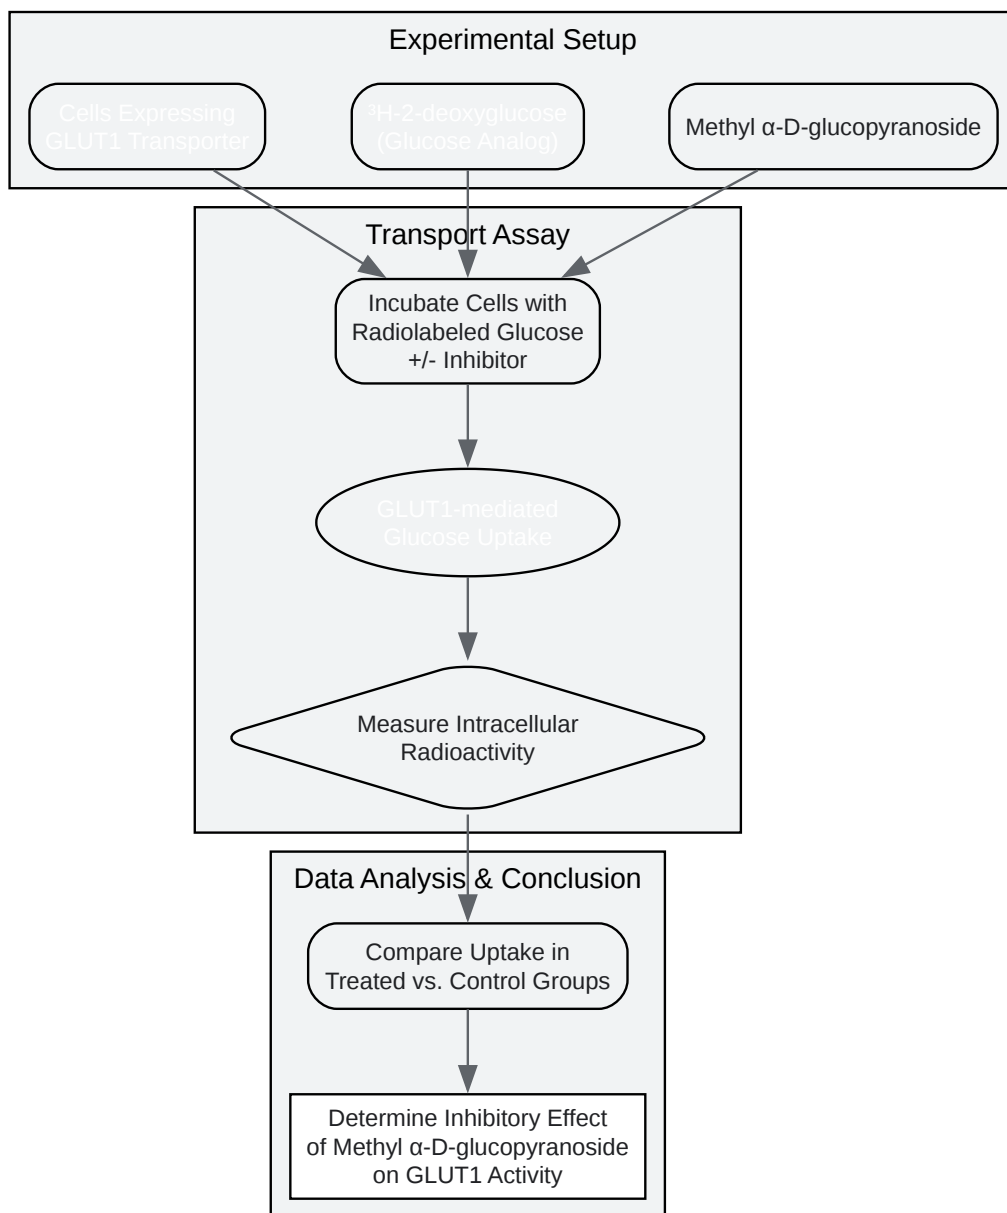 Experimental Setup
Cells Expressing
GLUT1 Transporter
³H-2-deoxyglucose
(Glucose Analog)
Methyl α-D-glucopyranoside
Transport Assay
Incubate Cells with
Radiolabeled Glucose
+/- Inhibitor
GLUT1-mediated
Glucose Uptake
Measure Intracellular
Radioactivity
Data Analysis & Conclusion
Compare Uptake in
Treated vs. Control Groups
Determine Inhibitory Effect
of Methyl α-D-glucopyranoside
on GLUT1 Activity